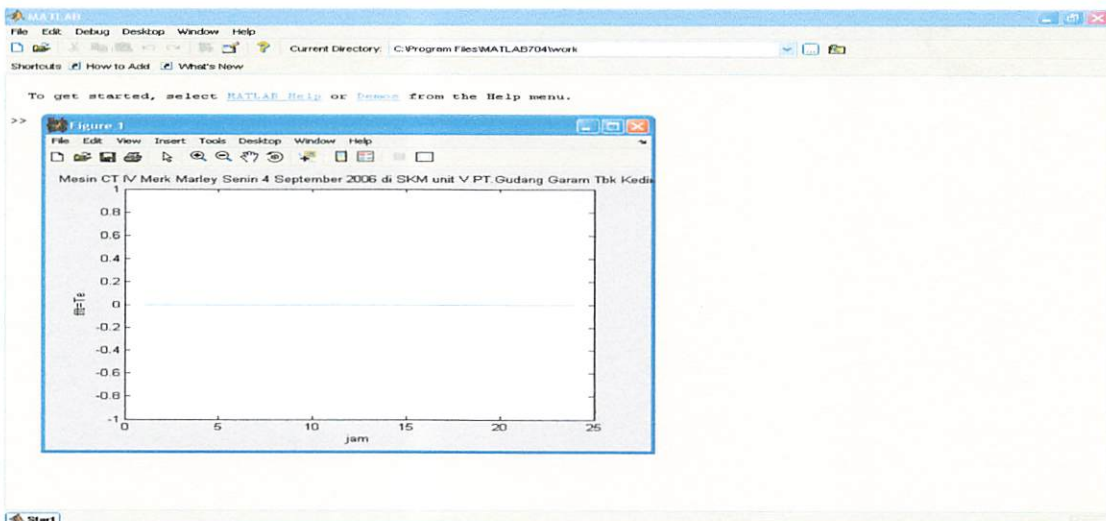 MATLAB
File Edit Debug Desktop Window Help
Current Directory: C:\Program Files\MATLAB704\work
Shortcuts How to Add What's New
To get started, select MATLAB Help or Demos from the Help menu.
>>
Figure 1
File Edit View Insert Tools Desktop Window Help
Mesin CT IV Merk Marley Senin 4 September 2006 di SKM unit V PT.Gudang Garam Tbk Kedi
1
0.8
0.6
0.4
0.2
0
-0.2
-0.4
-0.6
-0.8
-1
0 5 10 15 20 25
jam
Start